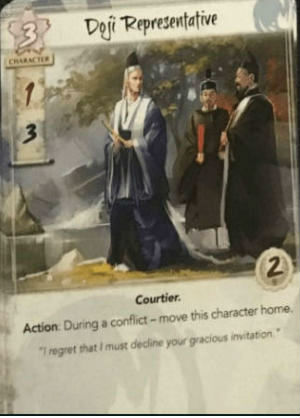 Doji Representative
3
CHARACTER
1
3
2
Courtier.
Action: During a conflict – move this character home.
"I regret that I must decline your gracious invitation."